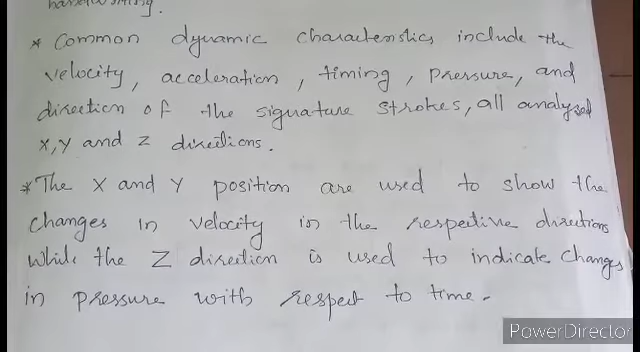 handwriting.
* Common dynamic characteristics include the
velocity, acceleration, timing, pressure, and
direction of the signature strokes, all analyzed
X, Y and Z directions.
* The X and Y position are used to show the
changes in velocity in the respective directions
while the Z direction is used to indicate changes
in pressure with respect to time.
PowerDirector